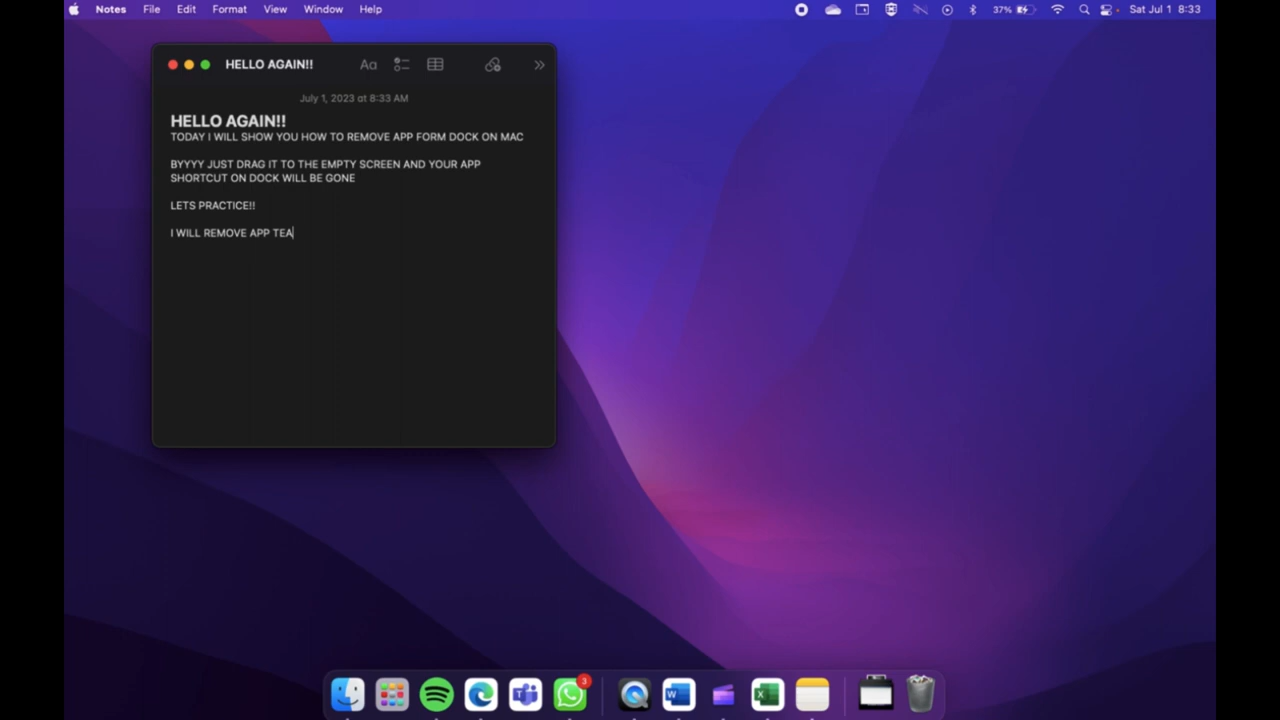 Notes File Edit Format View Window Help 37% Sat Jul 1 8:33
HELLO AGAIN!! Aa
July 1, 2023 at 8:33 AM
HELLO AGAIN!!
TODAY I WILL SHOW YOU HOW TO REMOVE APP FORM DOCK ON MAC
BYYYY JUST DRAG IT TO THE EMPTY SCREEN AND YOUR APP
SHORTCUT ON DOCK WILL BE GONE
LETS PRACTICE!!
I WILL REMOVE APP TEA
3